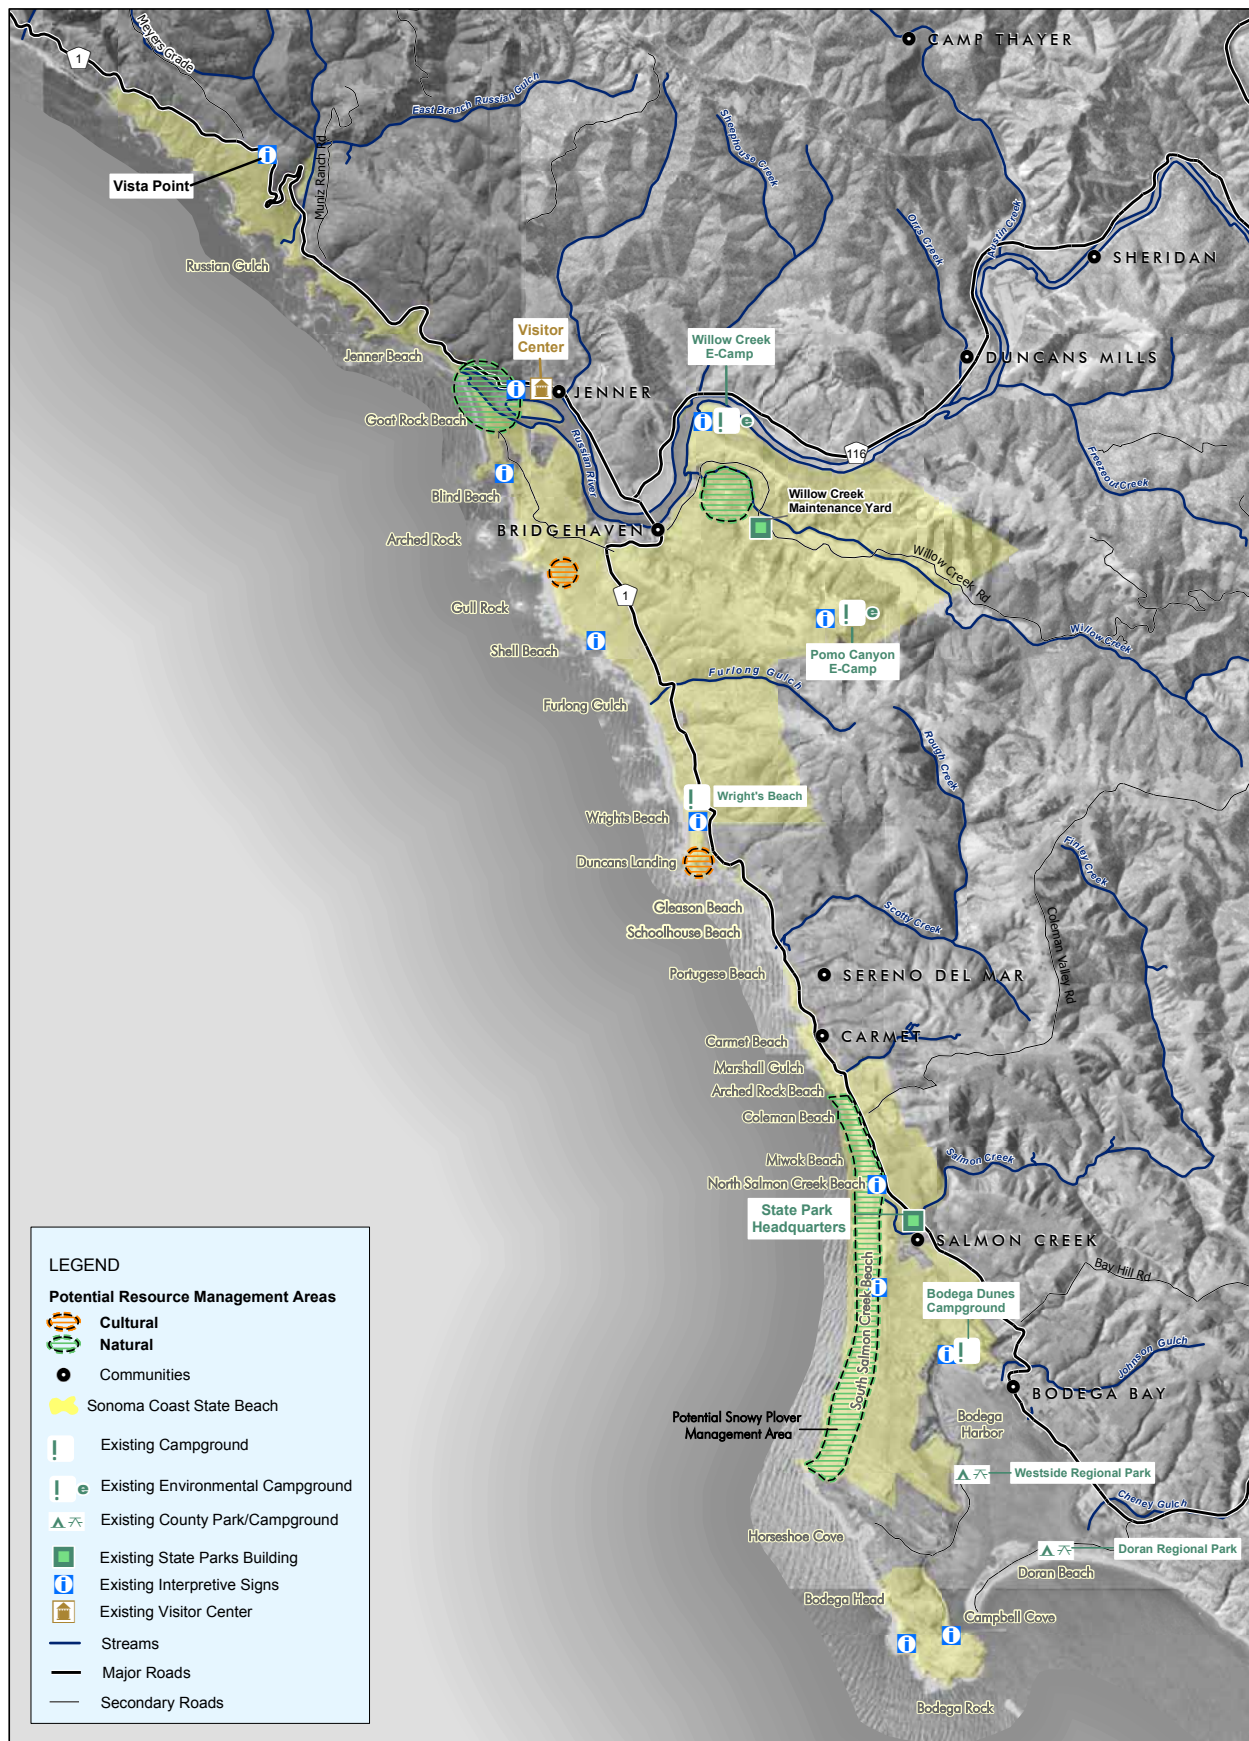 Meyers Grade
1
CAMP THAYER
East Branch Russian Gulch
Sheephouse Creek
Vista Point
Muniz Ranch Rd
Orrs Creek
Austin Creek
SHERIDAN
Russian Gulch
Visitor
Center
Willow Creek
E-Camp
Jenner Beach
DUNCANS MILLS
JENNER
Goat Rock Beach
Russian River
116
Freezeout Creek
Blind Beach
Willow Creek
Maintenance Yard
BRIDGEHAVEN
Arched Rock
Willow Creek Rd
1
Gull Rock
Willow Creek
Shell Beach
Pomo Canyon
E-Camp
Furlong Gulch
Furlong Gulch
Rough Creek
Wright's Beach
Wrights Beach
Finley Creek
Duncans Landing
Gleason Beach
Scotty Creek
Coleman Valley Rd
Schoolhouse Beach
Portugese Beach
SERENO DEL MAR
Carmet Beach
CARMET
Marshall Gulch
Arched Rock Beach
Coleman Beach
Miwok Beach
Salmon Creek
North Salmon Creek Beach
State Park
Headquarters
SALMON CREEK
Bay Hill Rd
South Salmon Creek Beach
Bodega Dunes
Campground
Johnson Gulch
BODEGA BAY
Potential Snowy Plover
Management Area
Bodega
Harbor
Westside Regional Park
Cheney Gulch
Horseshoe Cove
Doran Regional Park
Doran Beach
Bodega Head
Campbell Cove
Bodega Rock
LEGEND
Potential Resource Management Areas
Cultural
Natural
Communities
Sonoma Coast State Beach
Existing Campground
e Existing Environmental Campground
Existing County Park/Campground
Existing State Parks Building
i Existing Interpretive Signs
Existing Visitor Center
Streams
Major Roads
Secondary Roads